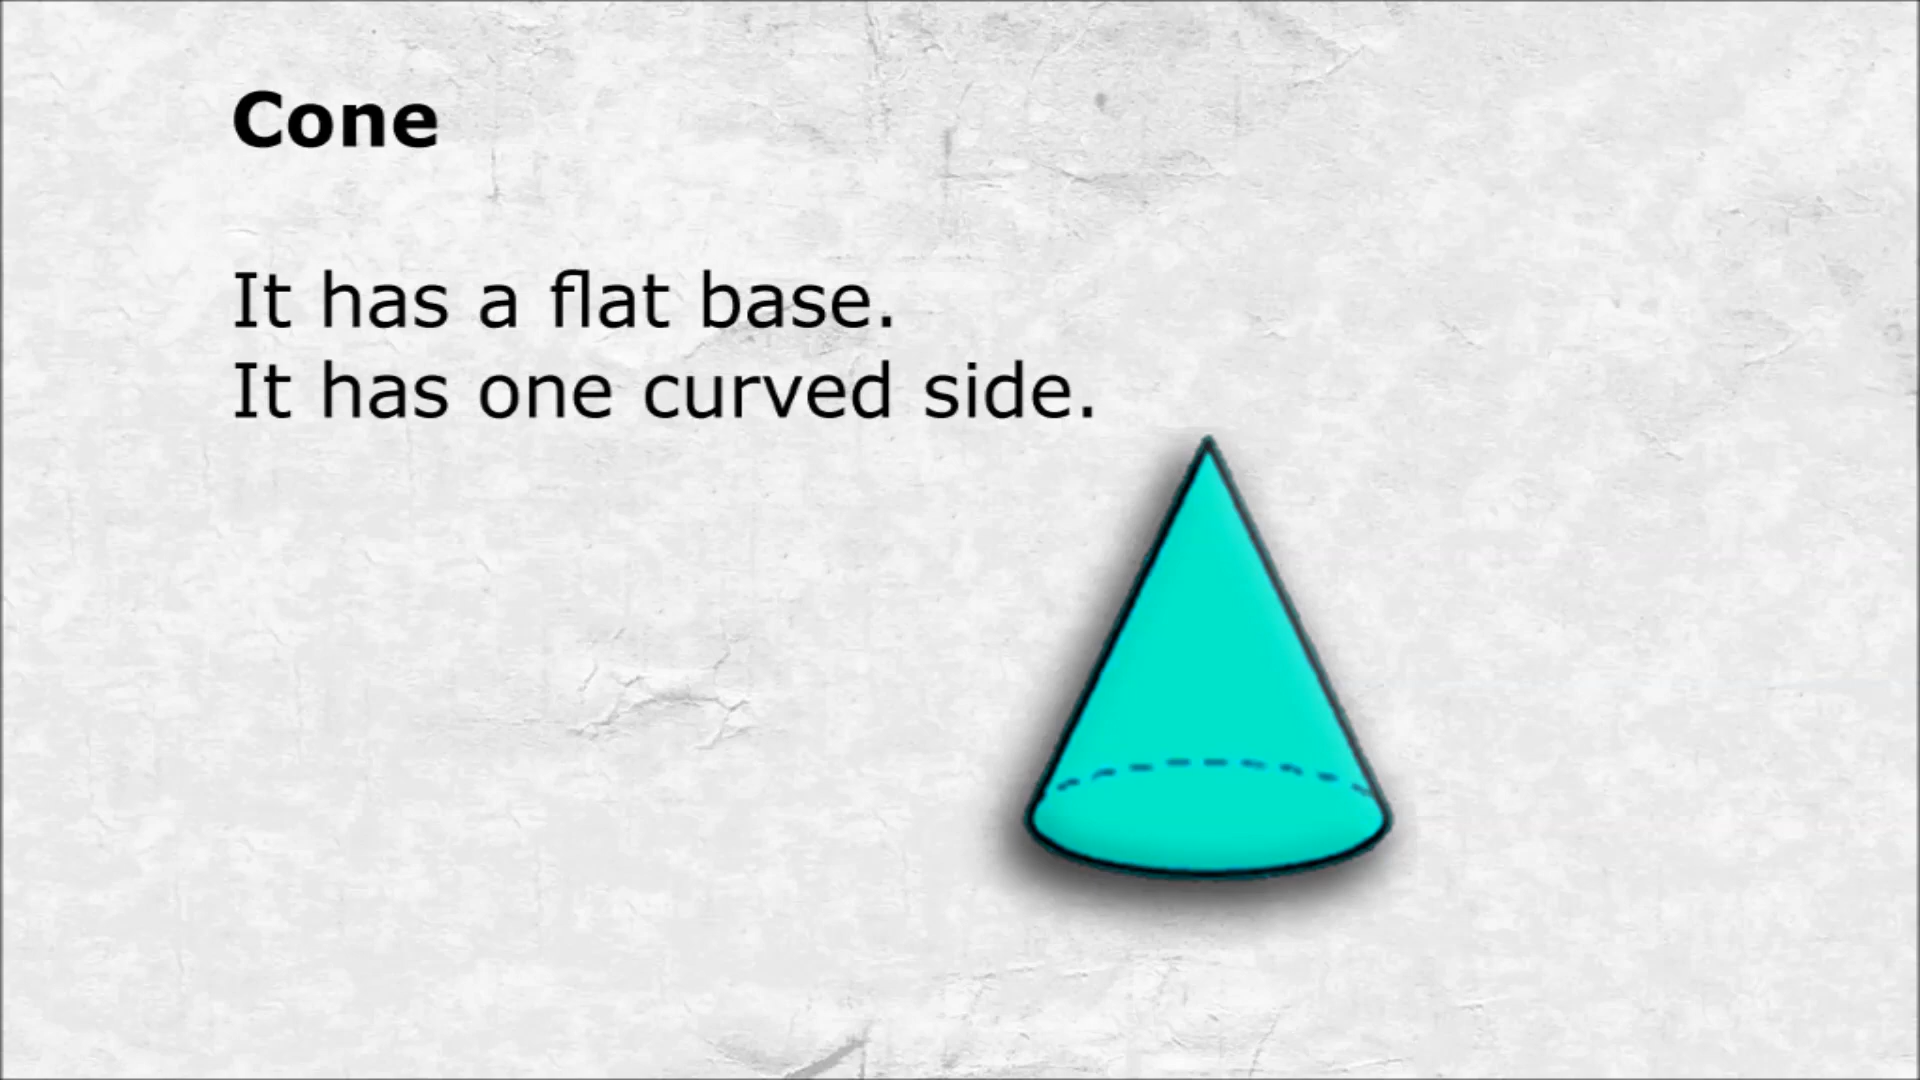 Cone
It has a flat base.
It has one curved side.